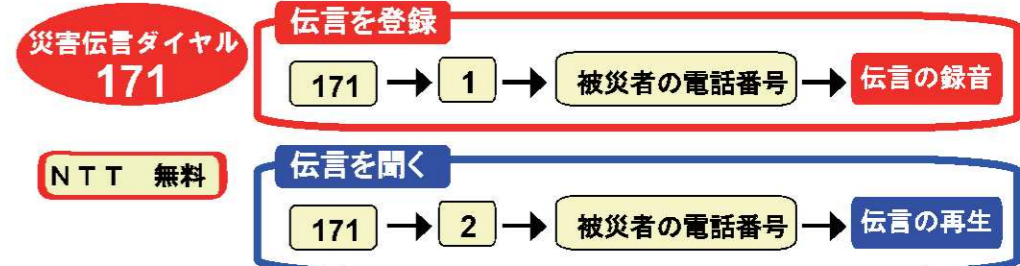 災害伝言ダイヤル
171
伝言を登録
171 → 1 → 被災者の電話番号 → 伝言の録音
NTT 無料
伝言を聞く
171 → 2 → 被災者の電話番号 → 伝言の再生